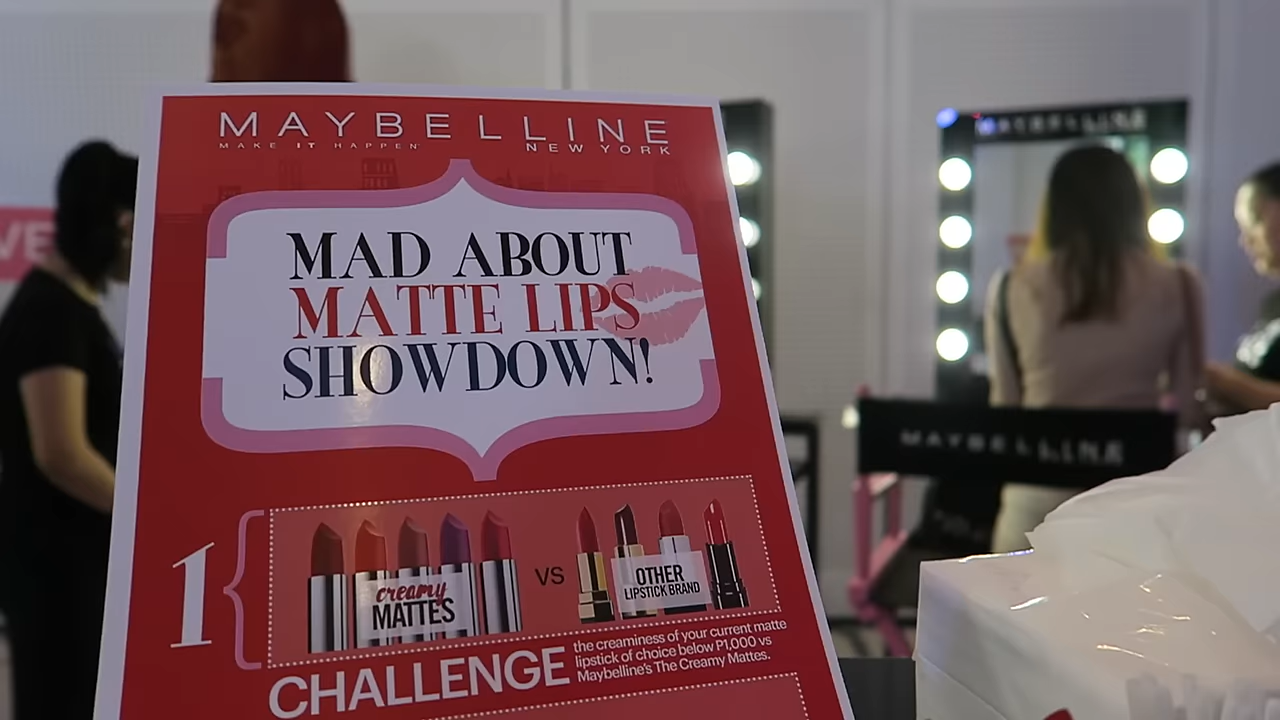 MAYBELLINE
MAKE IT HAPPEN
NEW YORK
MAD ABOUT
MATTE LIPS
SHOWDOWN!
1
creamy
MATTES
VS
OTHER
LIPSTICK BRAND
CHALLENGE
the creaminess of your current matte
lipstick of choice below P1,000 vs
Maybelline's The Creamy Mattes.
MAYBELLINE
MAYBELLINE
VE